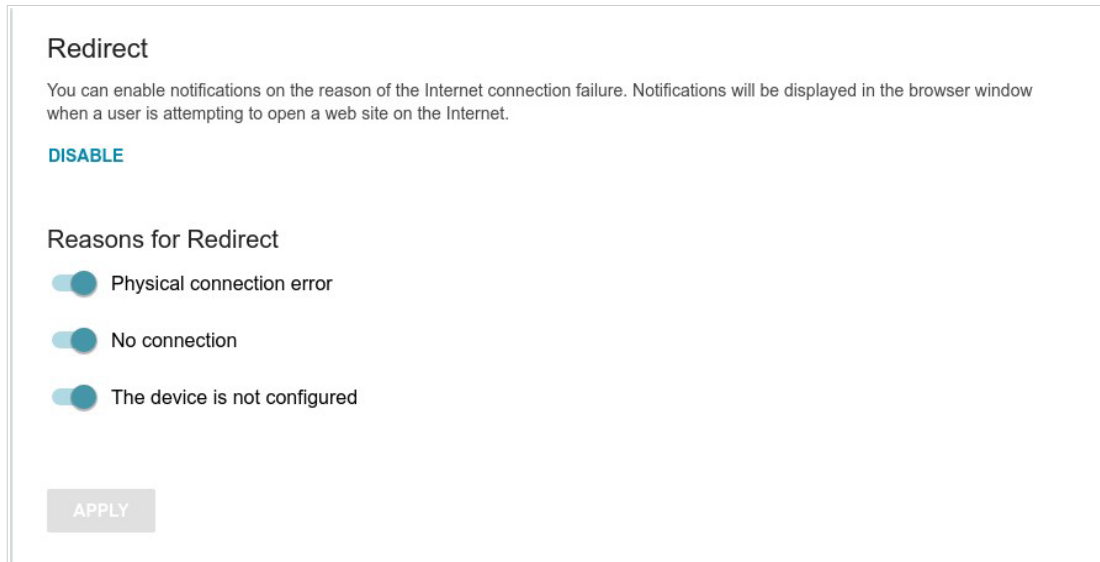 Redirect
You can enable notifications on the reason of the Internet connection failure. Notifications will be displayed in the browser window
when a user is attempting to open a web site on the Internet.
DISABLE
Reasons for Redirect
Physical connection error
No connection
The device is not configured
APPLY